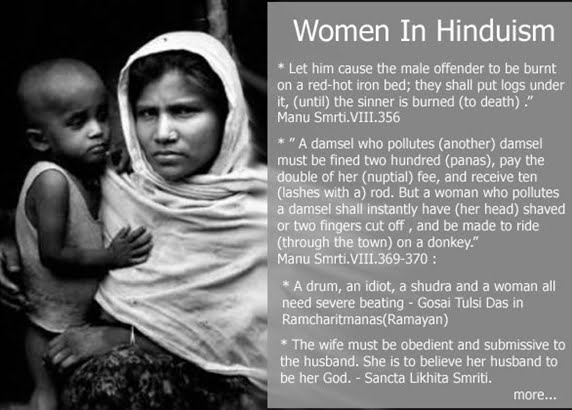 Women In Hinduism
* Let him cause the male offender to be burnt
on a red-hot iron bed; they shall put logs under
it, (until) the sinner is burned (to death) .”
Manu Smrti.VIII.356
* ” A damsel who pollutes (another) damsel
must be fined two hundred (panas), pay the
double of her (nuptial) fee, and receive ten
(lashes with a) rod. But a woman who pollutes
a damsel shall instantly have (her head) shaved
or two fingers cut off , and be made to ride
(through the town) on a donkey.”
Manu Smrti.VIII.369-370 :
* A drum, an idiot, a shudra and a woman all
need severe beating - Gosai Tulsi Das in
Ramcharitmanas(Ramayan)
* The wife must be obedient and submissive to
the husband. She is to believe her husband to
be her God. - Sancta Likhita Smriti.
more...